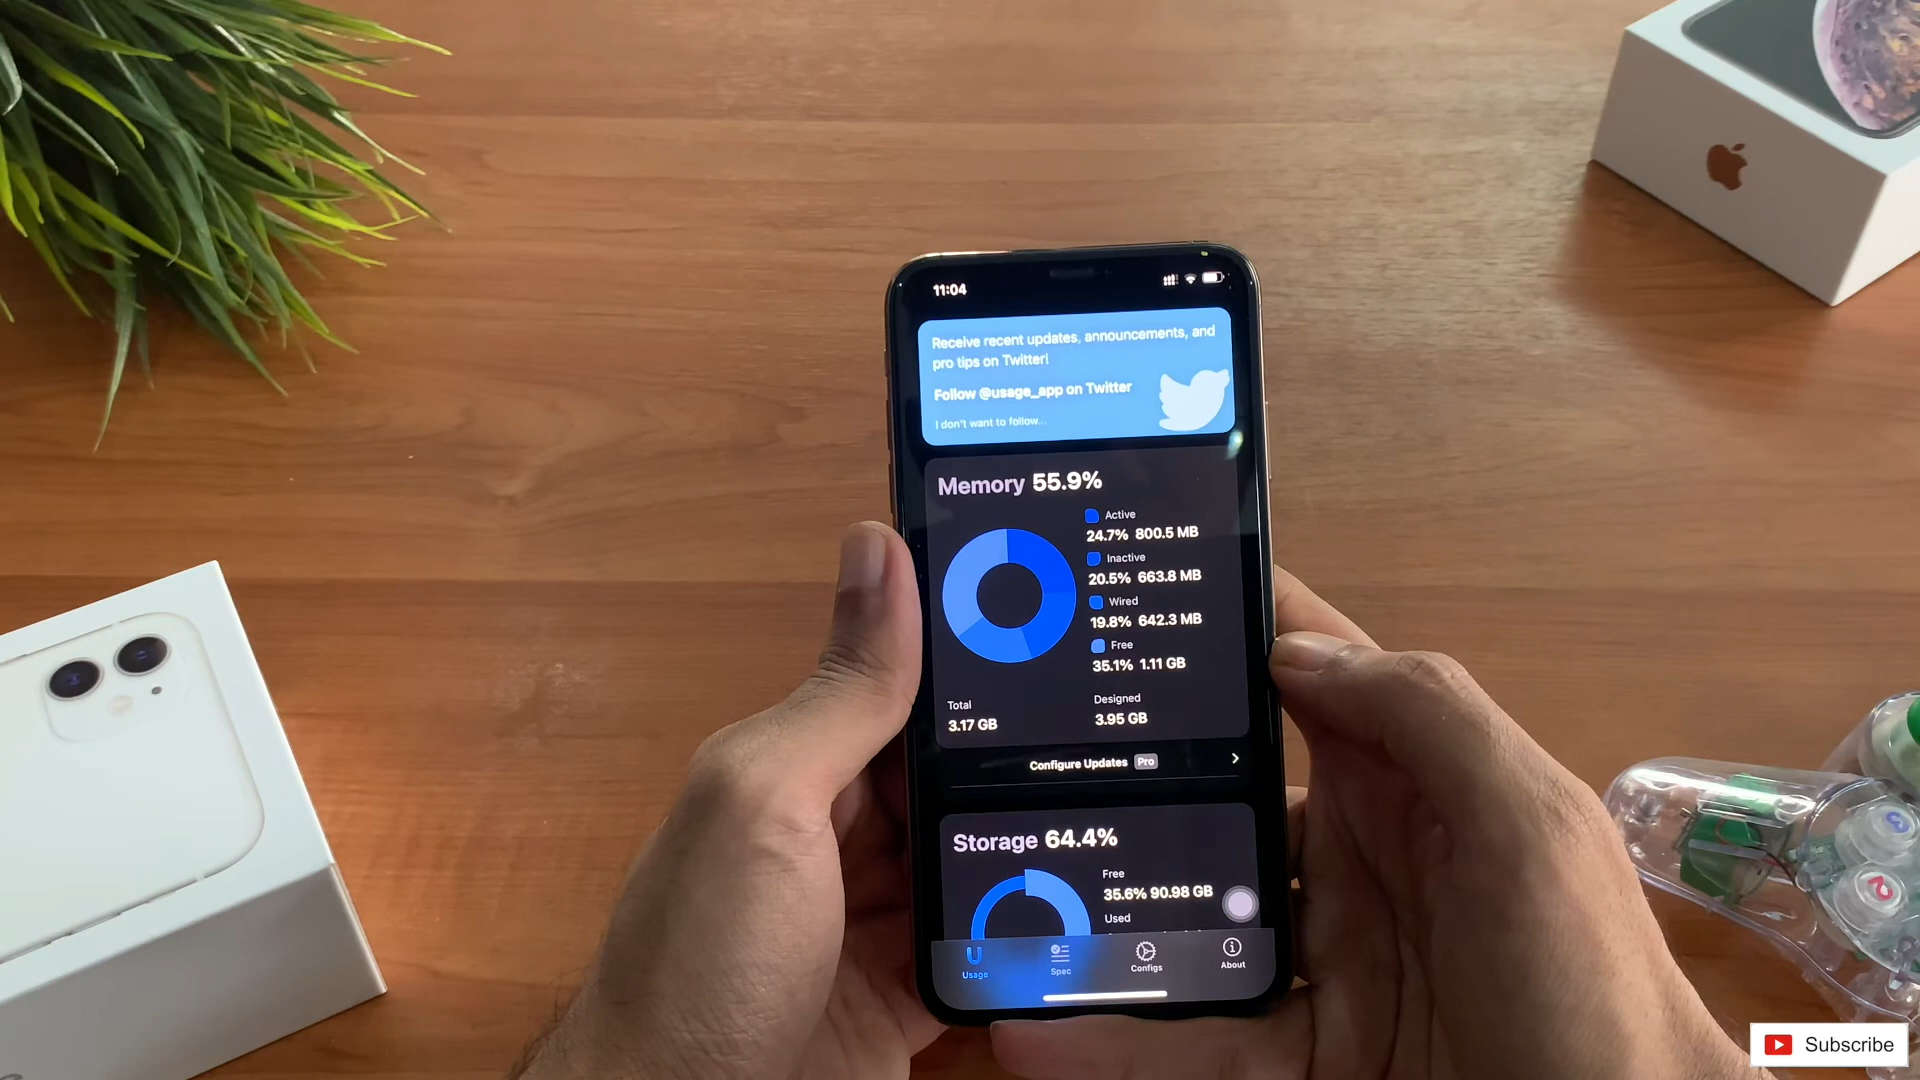 11:04
Receive recent updates, announcements, and
pro tips on Twitter!
Follow @usage_app on Twitter
I don't want to follow...
Memory 55.9%
Active
24.7% 800.5 MB
Inactive
20.5% 663.8 MB
Wired
19.8% 642.3 MB
Free
35.1% 1.11 GB
Total
3.17 GB
Designed
3.95 GB
Configure Updates Pro
Storage 64.4%
Free
35.6% 90.98 GB
Used
Usage
Spec
Configs
About
3
2
Subscribe